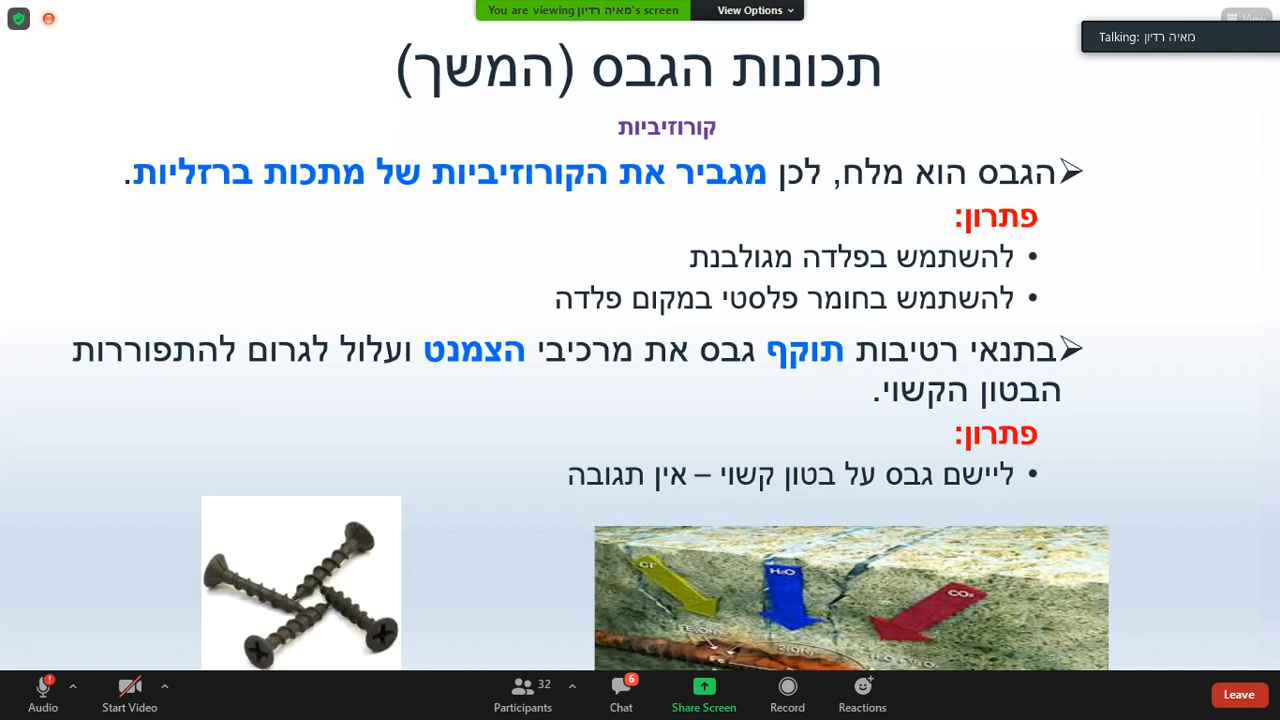 You are viewing מאיה רדיון's screen
View Options
View
Talking: מאיה רדיון
תכונות הגבס (המשך)
קורוזיביות
הגבס הוא מלח, לכן מגביר את הקורוזיביות של מתכות ברזליות.
פתרון:
• להשתמש בפלדה מגולבנת
• להשתמש בחומר פלסטי במקום פלדה
בתנאי רטיבות תוקף גבס את מרכיבי הצמנט ועלול לגרום להתפוררות
הבטון הקשוי.
פתרון:
• ליישם גבס על בטון קשוי – אין תגובה
H₂O
CO₂
Audio
Start Video
Participants
32
Chat
6
Share Screen
Record
Reactions
Leave